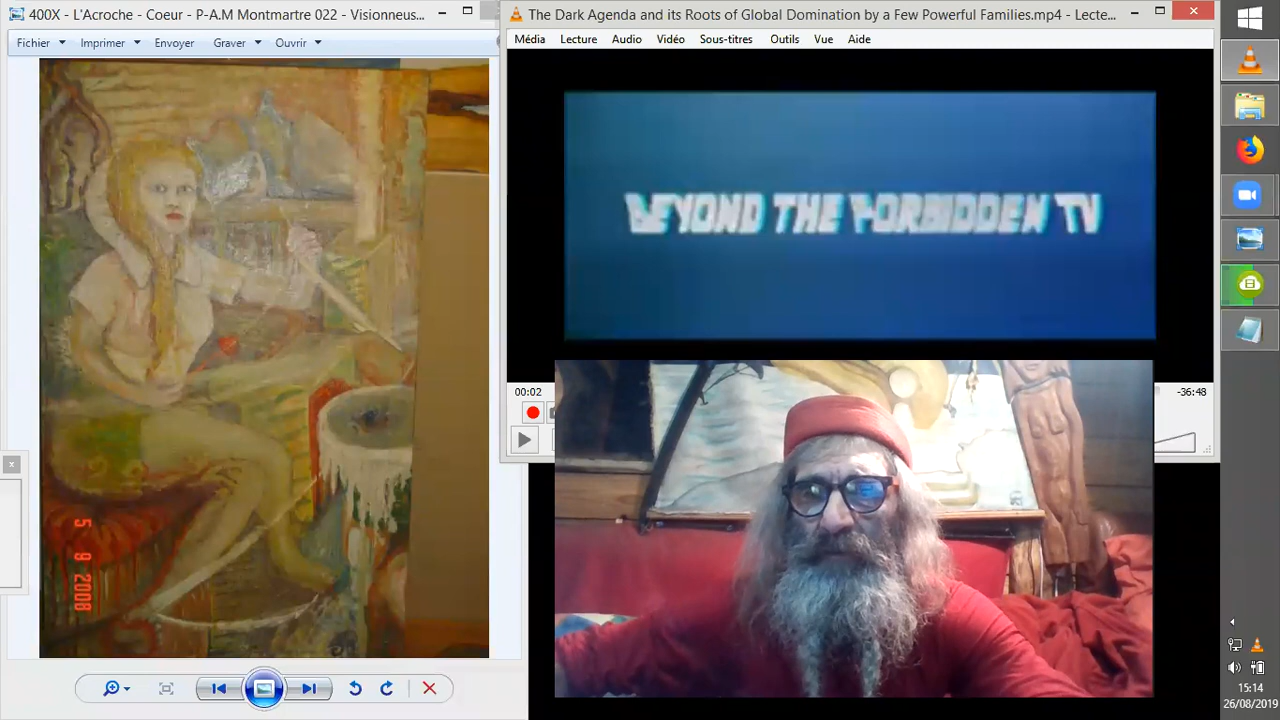 400X - L'Acroche - Coeur - P-A.M Montmartre 022 - Visionneus...
Fichier Imprimer Envoyer Graver Ouvrir
5 9 2008
The Dark Agenda and its Roots of Global Domination by a Few Powerful Families.mp4 - Lecte...
Média Lecture Audio Vidéo Sous-titres Outils Vue Aide
BEYOND THE FORBIDDEN TV
00:02
-36:48
15:14
26/08/2019